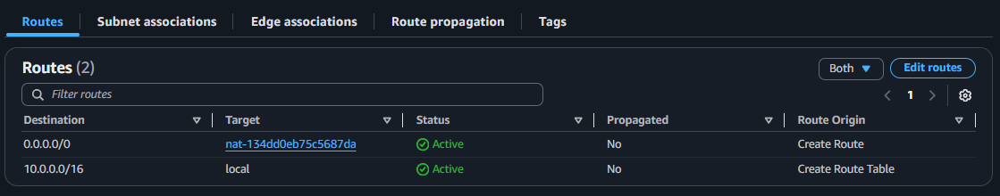 Routes Subnet associations Edge associations Route propagation Tags
Routes (2)
Both Edit routes
Filter routes
1
Destination Target Status Propagated Route Origin
0.0.0.0/0 nat-134dd0eb75c5687da Active No Create Route
10.0.0.0/16 local Active No Create Route Table